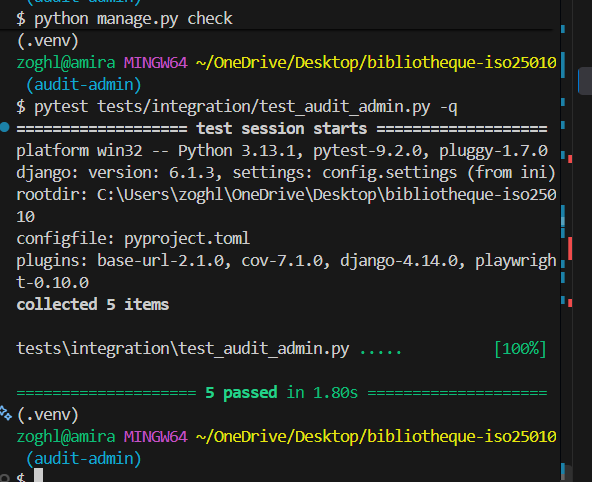 (audit-admin)
$ python manage.py check
(.venv)
zoghl@amira MINGW64 ~/OneDrive/Desktop/bibliotheque-iso25010
(audit-admin)
$ pytest tests/integration/test_audit_admin.py -q
=================== test session starts ===================
platform win32 -- Python 3.13.1, pytest-9.2.0, pluggy-1.7.0
django: version: 6.1.3, settings: config.settings (from ini)
rootdir: C:\Users\zoghl\OneDrive\Desktop\bibliotheque-iso250
10
configfile: pyproject.toml
plugins: base-url-2.1.0, cov-7.1.0, django-4.14.0, playwrigh
t-0.10.0
collected 5 items
tests\integration\test_audit_admin.py ..... [100%]
==================== 5 passed in 1.80s ====================
(.venv)
zoghl@amira MINGW64 ~/OneDrive/Desktop/bibliotheque-iso25010
(audit-admin)
$